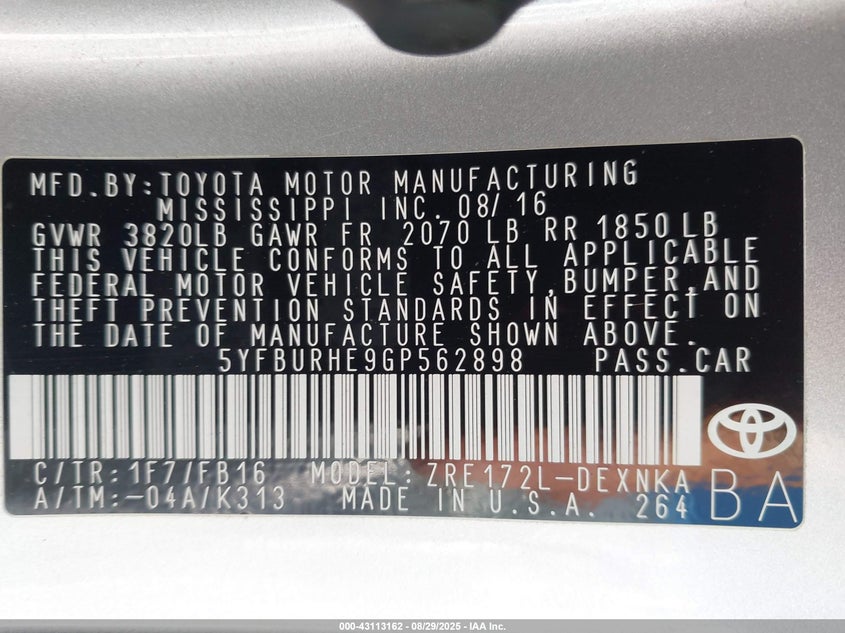 MFD. BY: TOYOTA MOTOR MANUFACTURING
MISSISSIPPI INC. 08/16
GVWR 3820LB GAWR FR 2070 LB RR 1850 LB
THIS VEHICLE CONFORMS TO ALL APPLICABLE
FEDERAL MOTOR VEHICLE SAFETY, BUMPER, AND
THEFT PREVENTION STANDARDS IN EFFECT ON
THE DATE OF MANUFACTURE SHOWN ABOVE.
5YFBURHE9GP562898 PASS. CAR
C/TR: 1F7/FB16 MODEL: ZRE172L-DEXNKA
A/TM: -04A/K313 MADE IN U.S.A. 264
BA
000-43113162 - 08/29/2025 - IAA Inc.